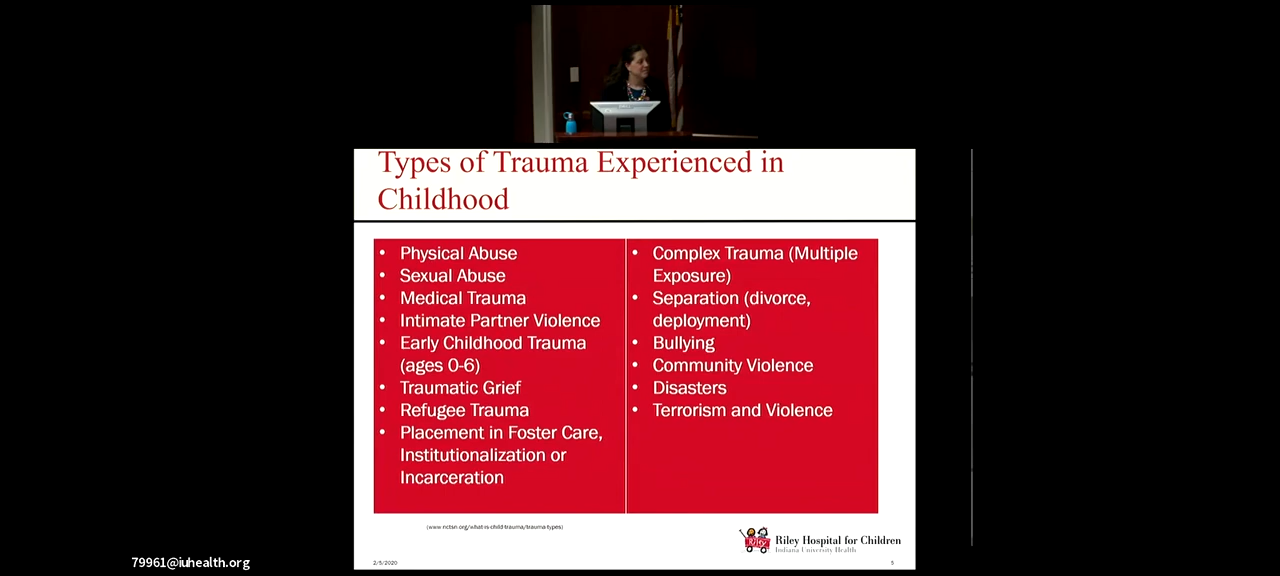 Types of Trauma Experienced in
Childhood
• Physical Abuse
• Sexual Abuse
• Medical Trauma
• Intimate Partner Violence
• Early Childhood Trauma
(ages 0-6)
• Traumatic Grief
• Refugee Trauma
• Placement in Foster Care,
Institutionalization or
Incarceration
• Complex Trauma (Multiple
Exposure)
• Separation (divorce,
deployment)
• Bullying
• Community Violence
• Disasters
• Terrorism and Violence
(www.nctsn.org/what-is-child-trauma/trauma-types)
Riley Hospital for Children
Indiana University Health
2/5/2020
5
79961@iuhealth.org